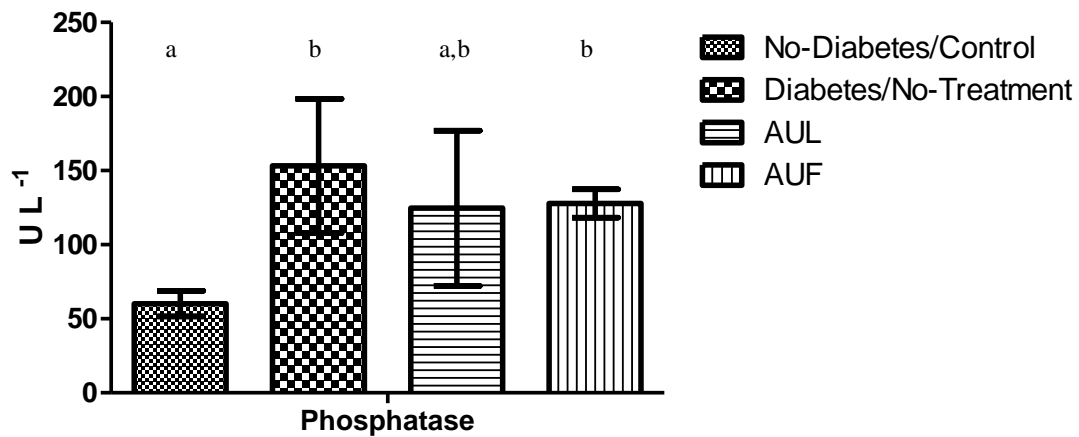 250
200
150
100
50
0
U L -1
a
b
a,b
b
Phosphatase
No-Diabetes/Control
Diabetes/No-Treatment
AUL
AUF